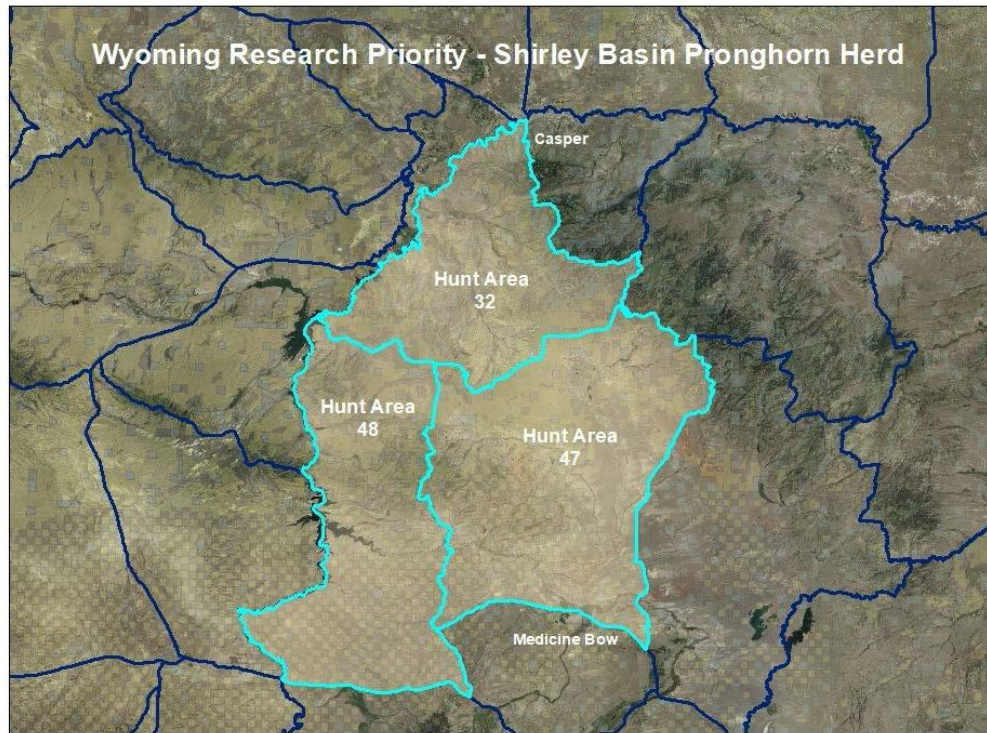 Wyoming Research Priority - Shirley Basin Pronghorn Herd
Casper
Hunt Area
32
Hunt Area
48
Hunt Area
47
Medicine Bow